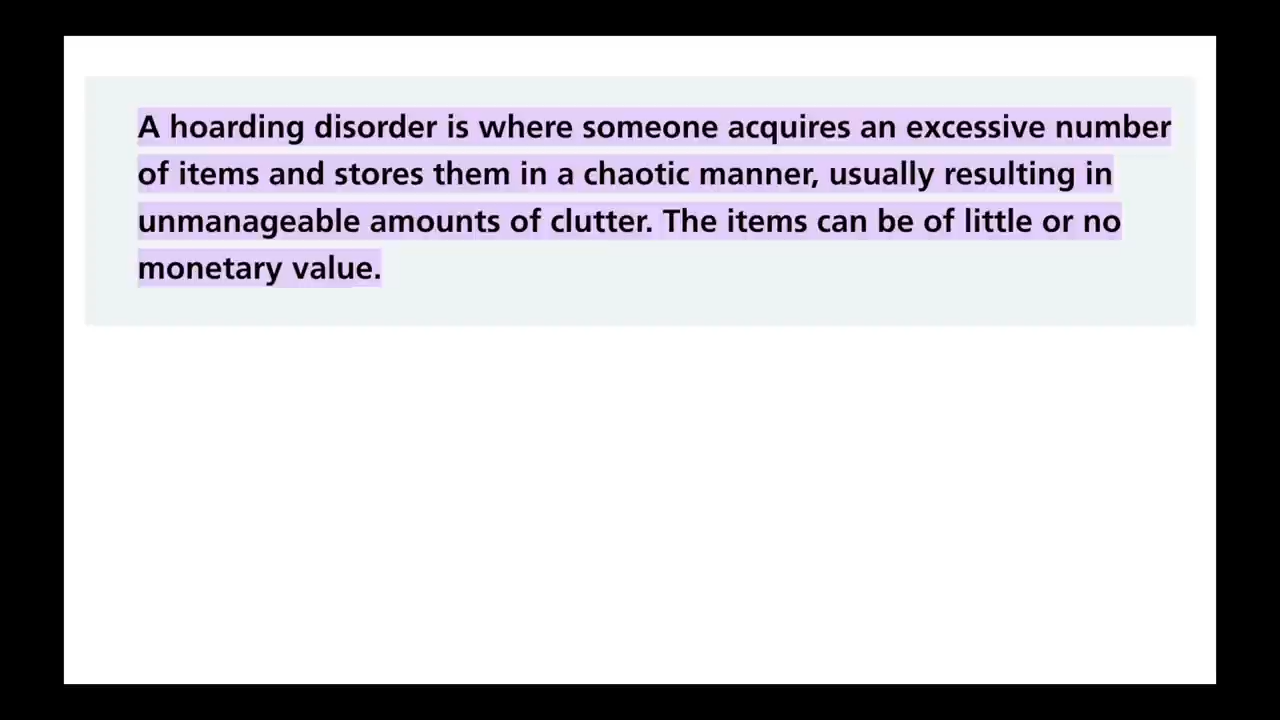 A hoarding disorder is where someone acquires an excessive number
of items and stores them in a chaotic manner, usually resulting in
unmanageable amounts of clutter. The items can be of little or no
monetary value.